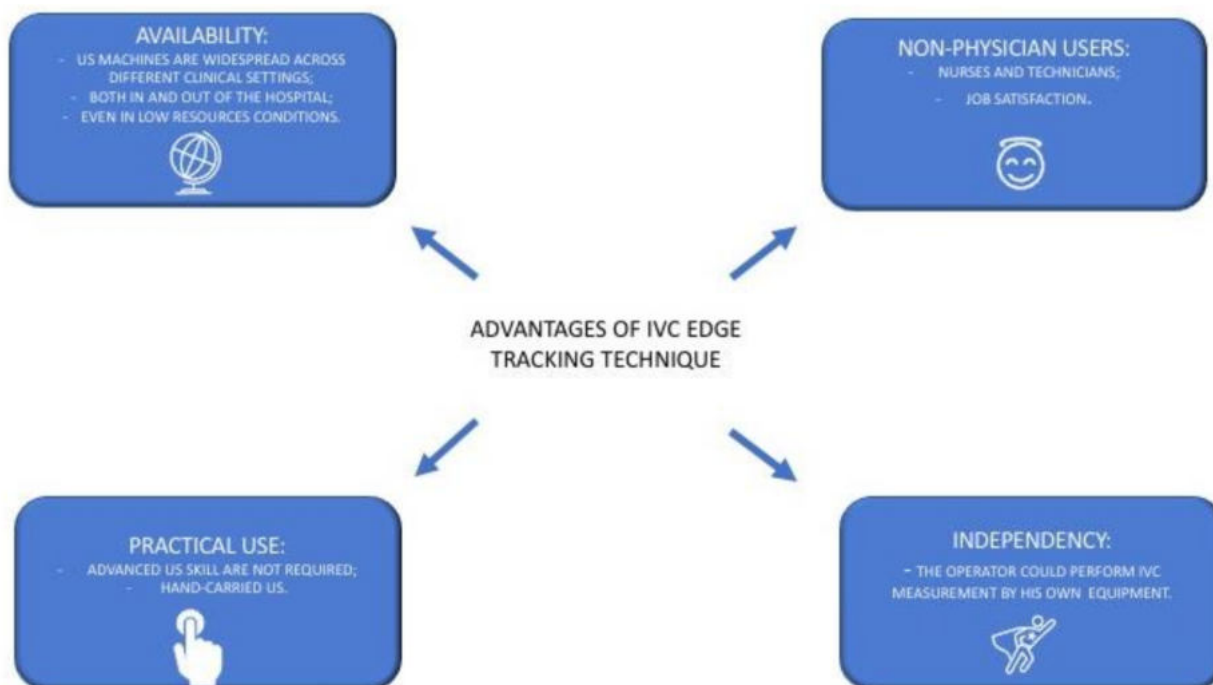 AVAILABILITY:
- US MACHINES ARE WIDESPREAD ACROSS
DIFFERENT CLINICAL SETTINGS;
- BOTH IN AND OUT OF THE HOSPITAL;
- EVEN IN LOW RESOURCES CONDITIONS.
NON-PHYSICIAN USERS:
- NURSES AND TECHNICIANS;
- JOB SATISFACTION.
ADVANTAGES OF IVC EDGE
TRACKING TECHNIQUE
PRACTICAL USE:
- ADVANCED US SKILL ARE NOT REQUIRED;
- HAND-CARRIED US.
INDEPENDENCY:
- THE OPERATOR COULD PERFORM IVC
MEASUREMENT BY HIS OWN EQUIPMENT.